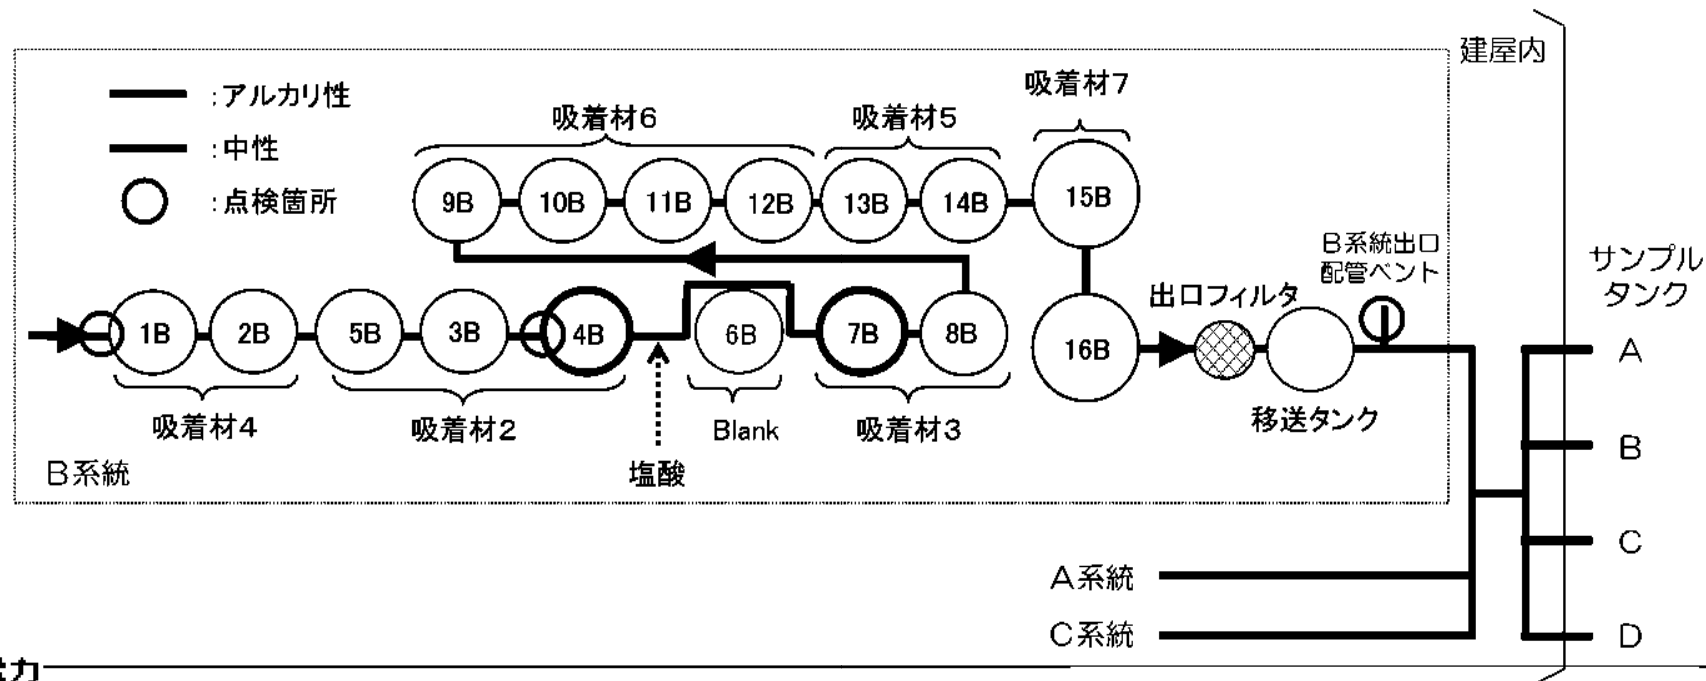 建屋内
:アルカリ性
:中性
:点検箇所
吸着材6
吸着材5
吸着材7
9B
10B
11B
12B
13B
14B
15B
B系統出口
配管ベント
サンプル
タンク
出口フィルタ
1B
2B
5B
3B
4B
6B
7B
8B
16B
移送タンク
吸着材4
吸着材2
Blank
吸着材3
塩酸
B系統
A
B
C
D
A系統
C系統